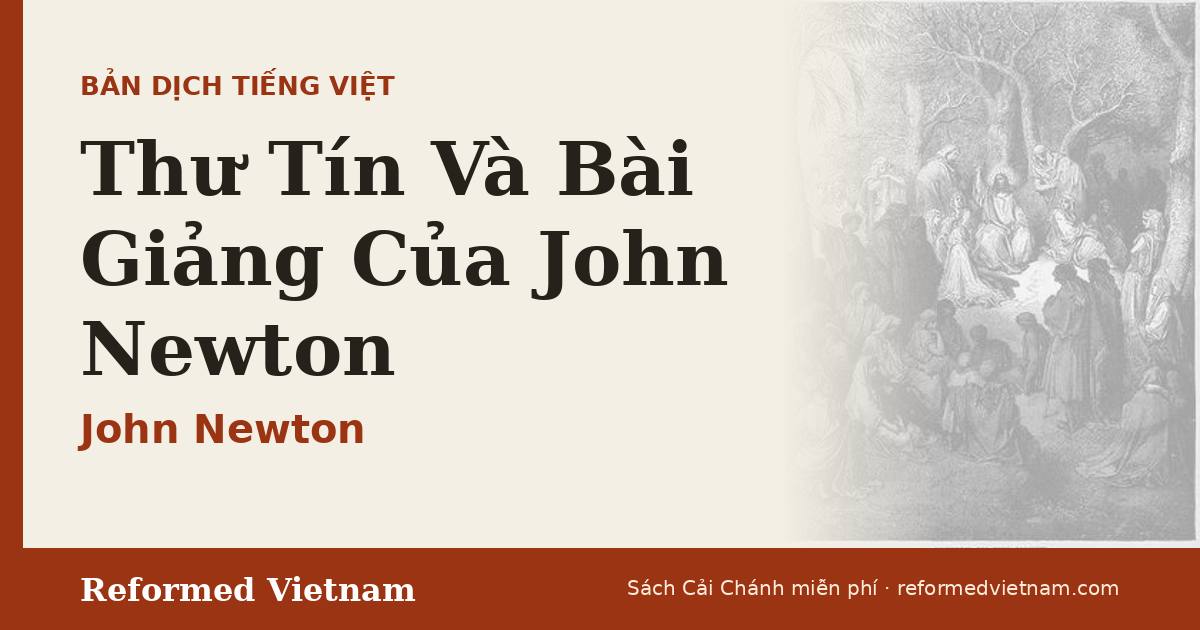 BẢN DỊCH TIẾNG VIỆT
Thư Tín Và Bài
Giảng Của John
Newton
John Newton
Reformed Vietnam
Sách Cải Chánh miễn phí · reformedvietnam.com